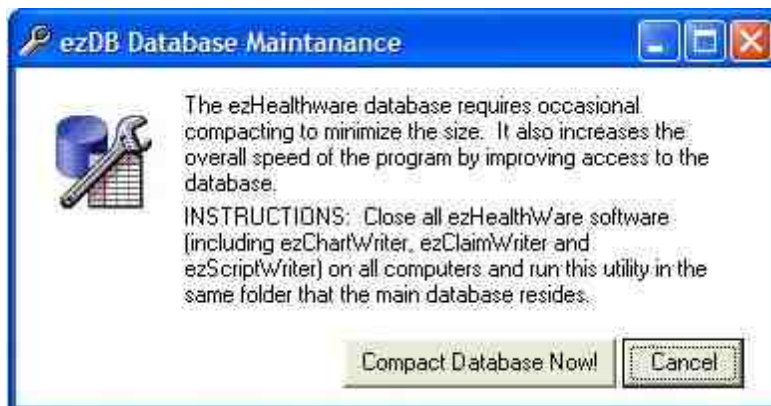 ezDB Database Maintanance
The ezHealthware database requires occasional
compacting to minimize the size.  It also increases the
overall speed of the program by improving access to the
database.
INSTRUCTIONS:  Close all ezHealthWare software
(including ezChartWriter, ezClaimWriter and
ezScriptWriter) on all computers and run this utility in the
same folder that the main database resides.
Compact Database Now!
Cancel